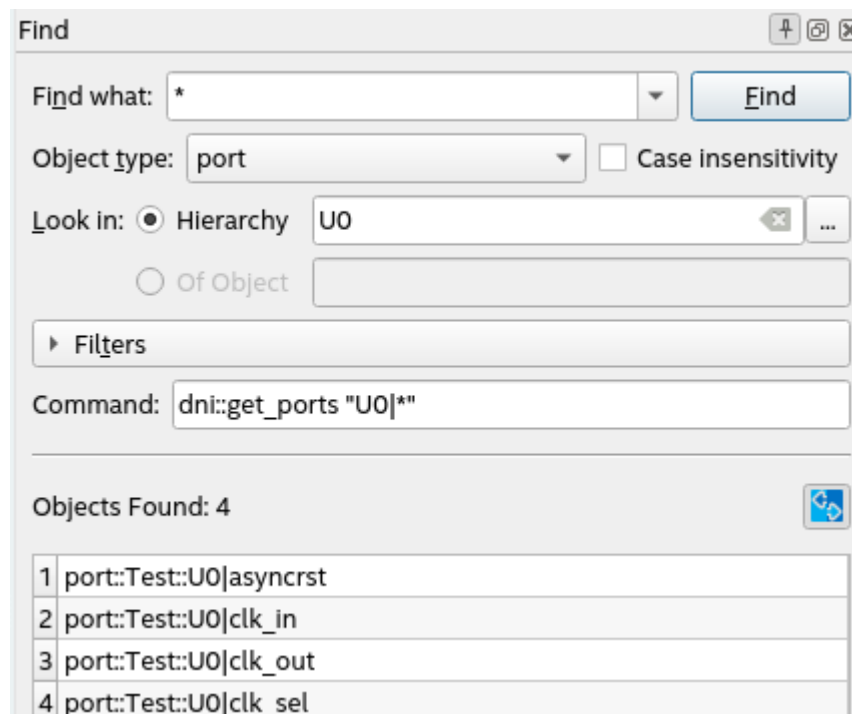 Find
Find what: * Find
Object type: port Case insensitivity
Look in: Hierarchy U0 ...
Of Object
Filters
Command: dni::get_ports "U0|*"
Objects Found: 4
1 port::Test::U0|asyncrst
2 port::Test::U0|clk_in
3 port::Test::U0|clk_out
4 port::Test::U0|clk_sel